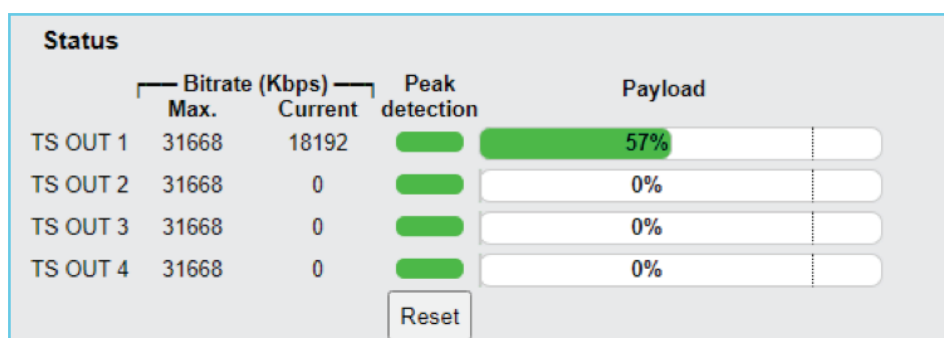 Status
Bitrate (Kbps) Peak Payload
Max. Current detection
TS OUT 1 31668 18192 57%
TS OUT 2 31668 0 0%
TS OUT 3 31668 0 0%
TS OUT 4 31668 0 0%
Reset